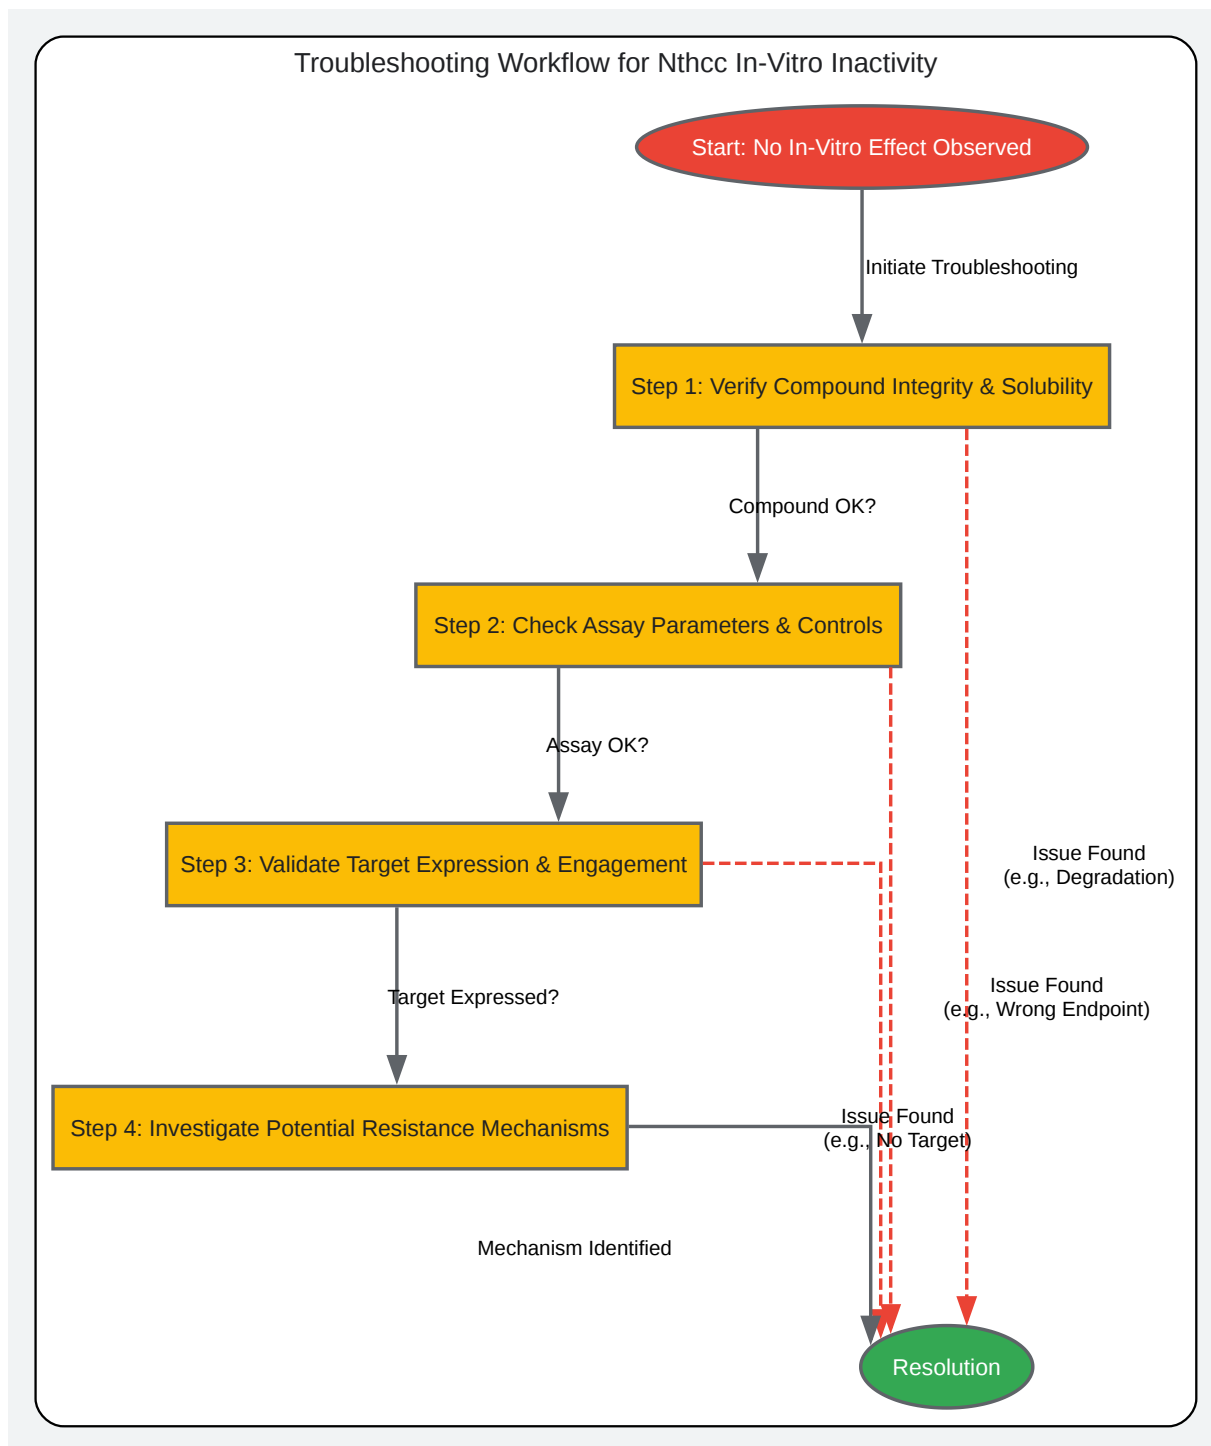 Troubleshooting Workflow for Nthcc In-Vitro Inactivity
Start: No In-Vitro Effect Observed
Initiate Troubleshooting
Step 1: Verify Compound Integrity & Solubility
Compound OK?
Step 2: Check Assay Parameters & Controls
Assay OK?
Step 3: Validate Target Expression & Engagement
Issue Found
(e.g., Degradation)
Target Expressed?
Issue Found
(e.g., Wrong Endpoint)
Step 4: Investigate Potential Resistance Mechanisms
Issue Found
(e.g., No Target)
Mechanism Identified
Resolution